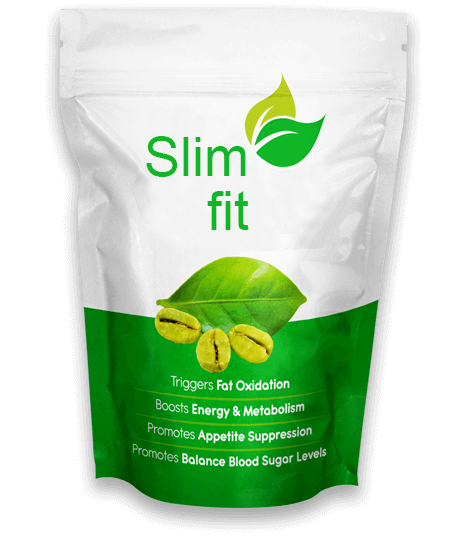 Slim
fit
Triggers Fat Oxidation
Boosts Energy & Metabolism
Promotes Appetite Suppression
Promotes Balance Blood Sugar Levels